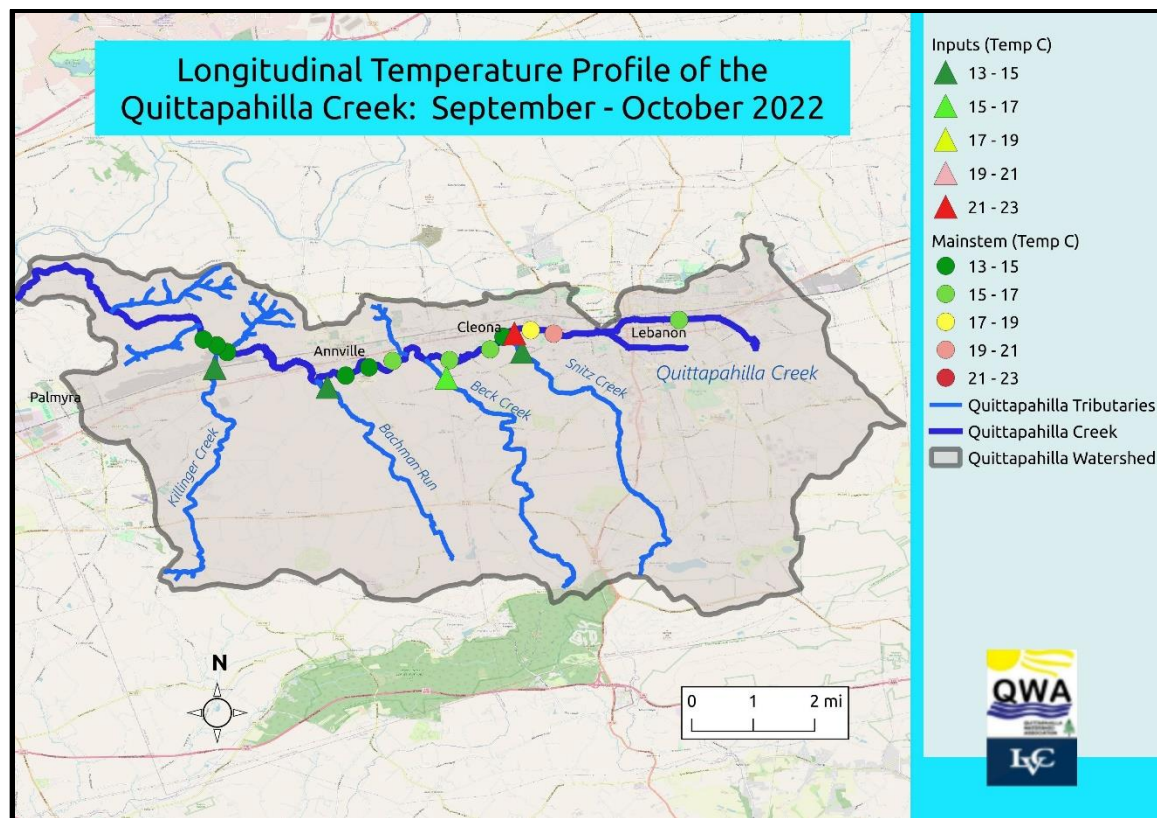 Longitudinal Temperature Profile of the
Quittapahilla Creek: September - October 2022
Inputs (Temp C)
13 - 15
15 - 17
17 - 19
19 - 21
21 - 23
Mainstem (Temp C)
13 - 15
15 - 17
17 - 19
19 - 21
21 - 23
Quittapahilla Tributaries
Quittapahilla Creek
Quittapahilla Watershed
Cleona
Lebanon
Annville
Quittapahilla Creek
Snitz Creek
Beck Creek
Palmyra
Bachman Run
Killinger Creek
N
0 1 2 mi
QWA
QUITTAPAHILLA
WATERSHED
ASSOCIATION
LVC